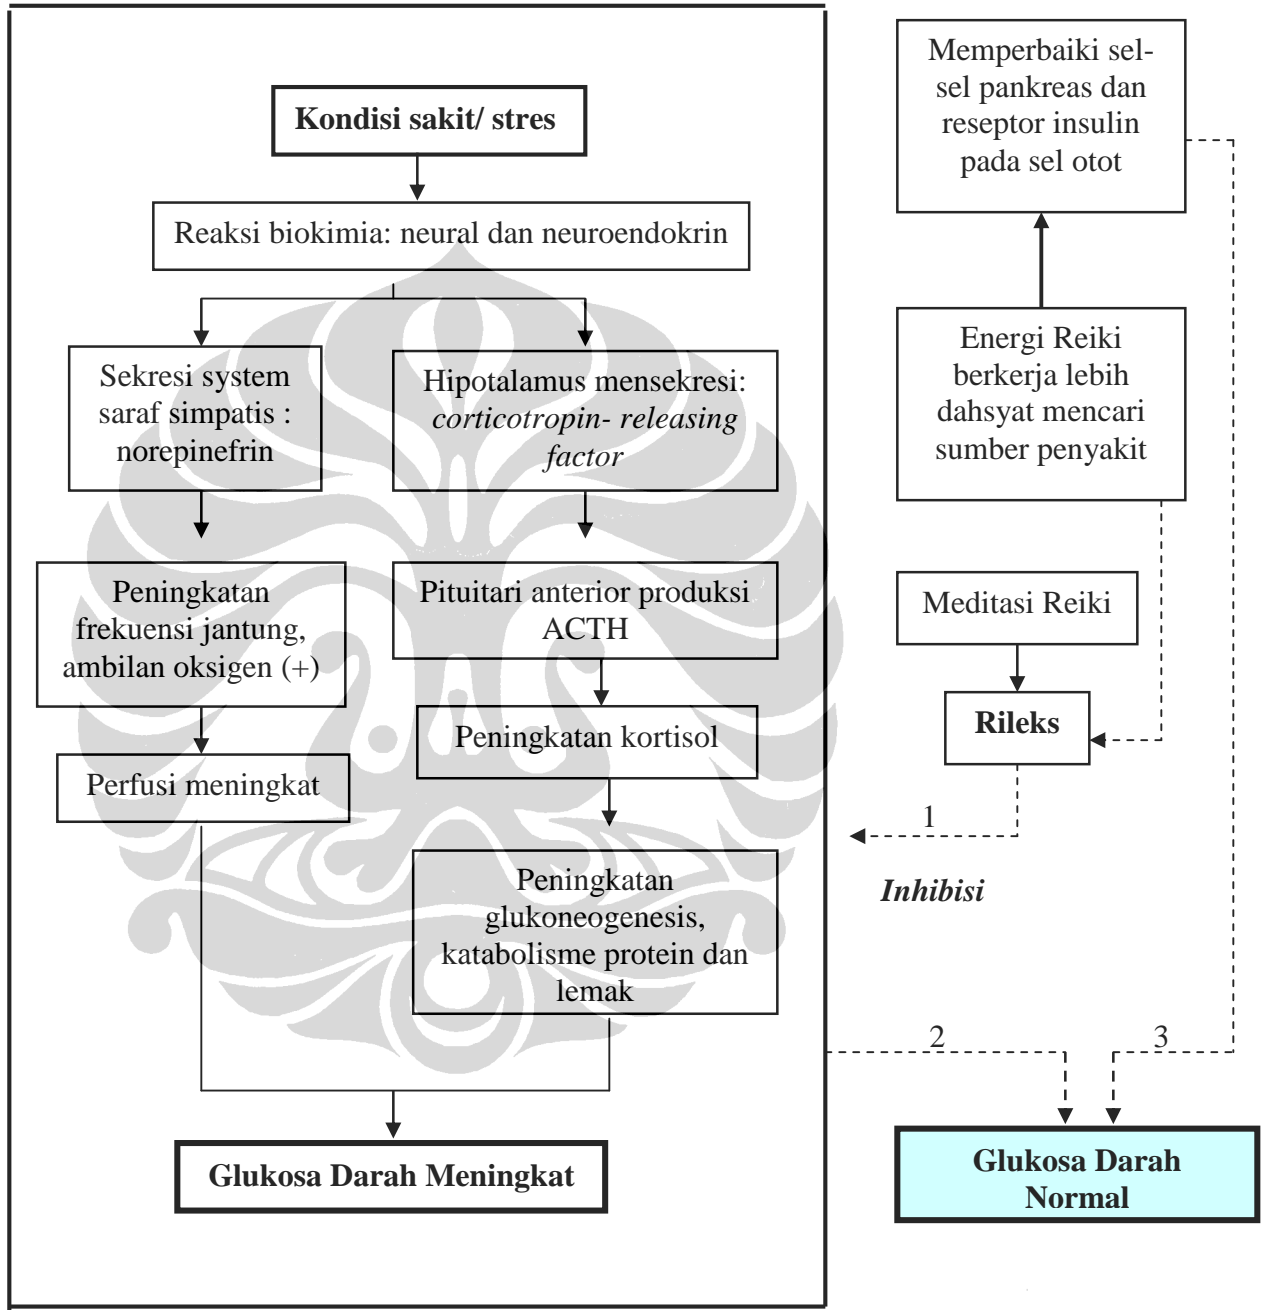 Kondisi sakit/ stres
Reaksi biokimia: neural dan neuroendokrin
Sekresi system
saraf simpatis :
norepinefrin
Hipotalamus mensekresi:
corticotropin- releasing
factor
Peningkatan
frekuensi jantung,
ambilan oksigen (+)
Pituitari anterior produksi
ACTH
Perfusi meningkat
Peningkatan kortisol
Peningkatan
glukoneogenesis,
katabolisme protein dan
lemak
Glukosa Darah Meningkat
Memperbaiki sel-
sel pankreas dan
reseptor insulin
pada sel otot
Energi Reiki
berkerja lebih
dahsyat mencari
sumber penyakit
Meditasi Reiki
Rileks
1
Inhibisi
2
3
Glukosa Darah
Normal